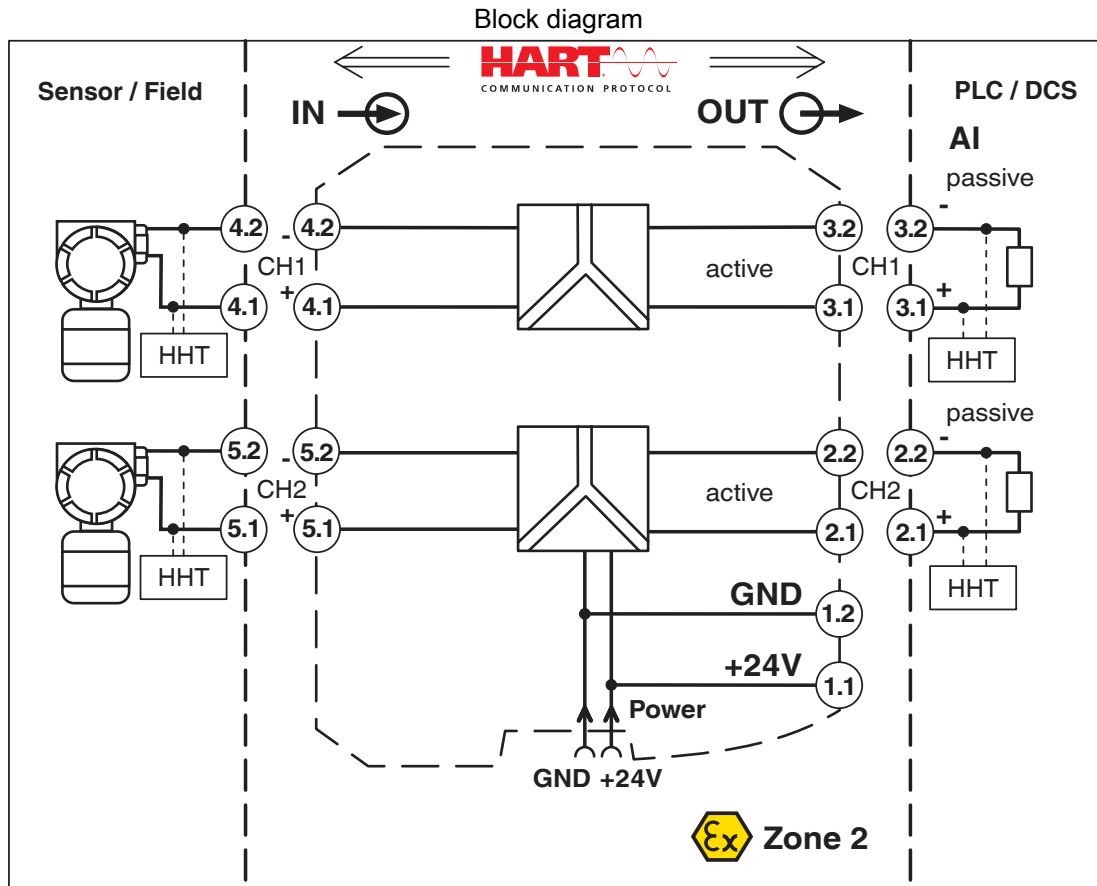 Block diagram
HART
COMMUNICATION PROTOCOL
Sensor / Field
PLC / DCS
IN
OUT
AI
passive
4.2 - 4.2 3.2 3.2 -
CH1 active CH1
4.1 + 4.1 3.1 3.1 +
HHT HHT
passive
5.2 - 5.2 2.2 2.2 -
CH2 active CH2
5.1 + 5.1 2.1 2.1 +
HHT HHT
GND 1.2
+24V 1.1
Power
GND +24V
Ex Zone 2